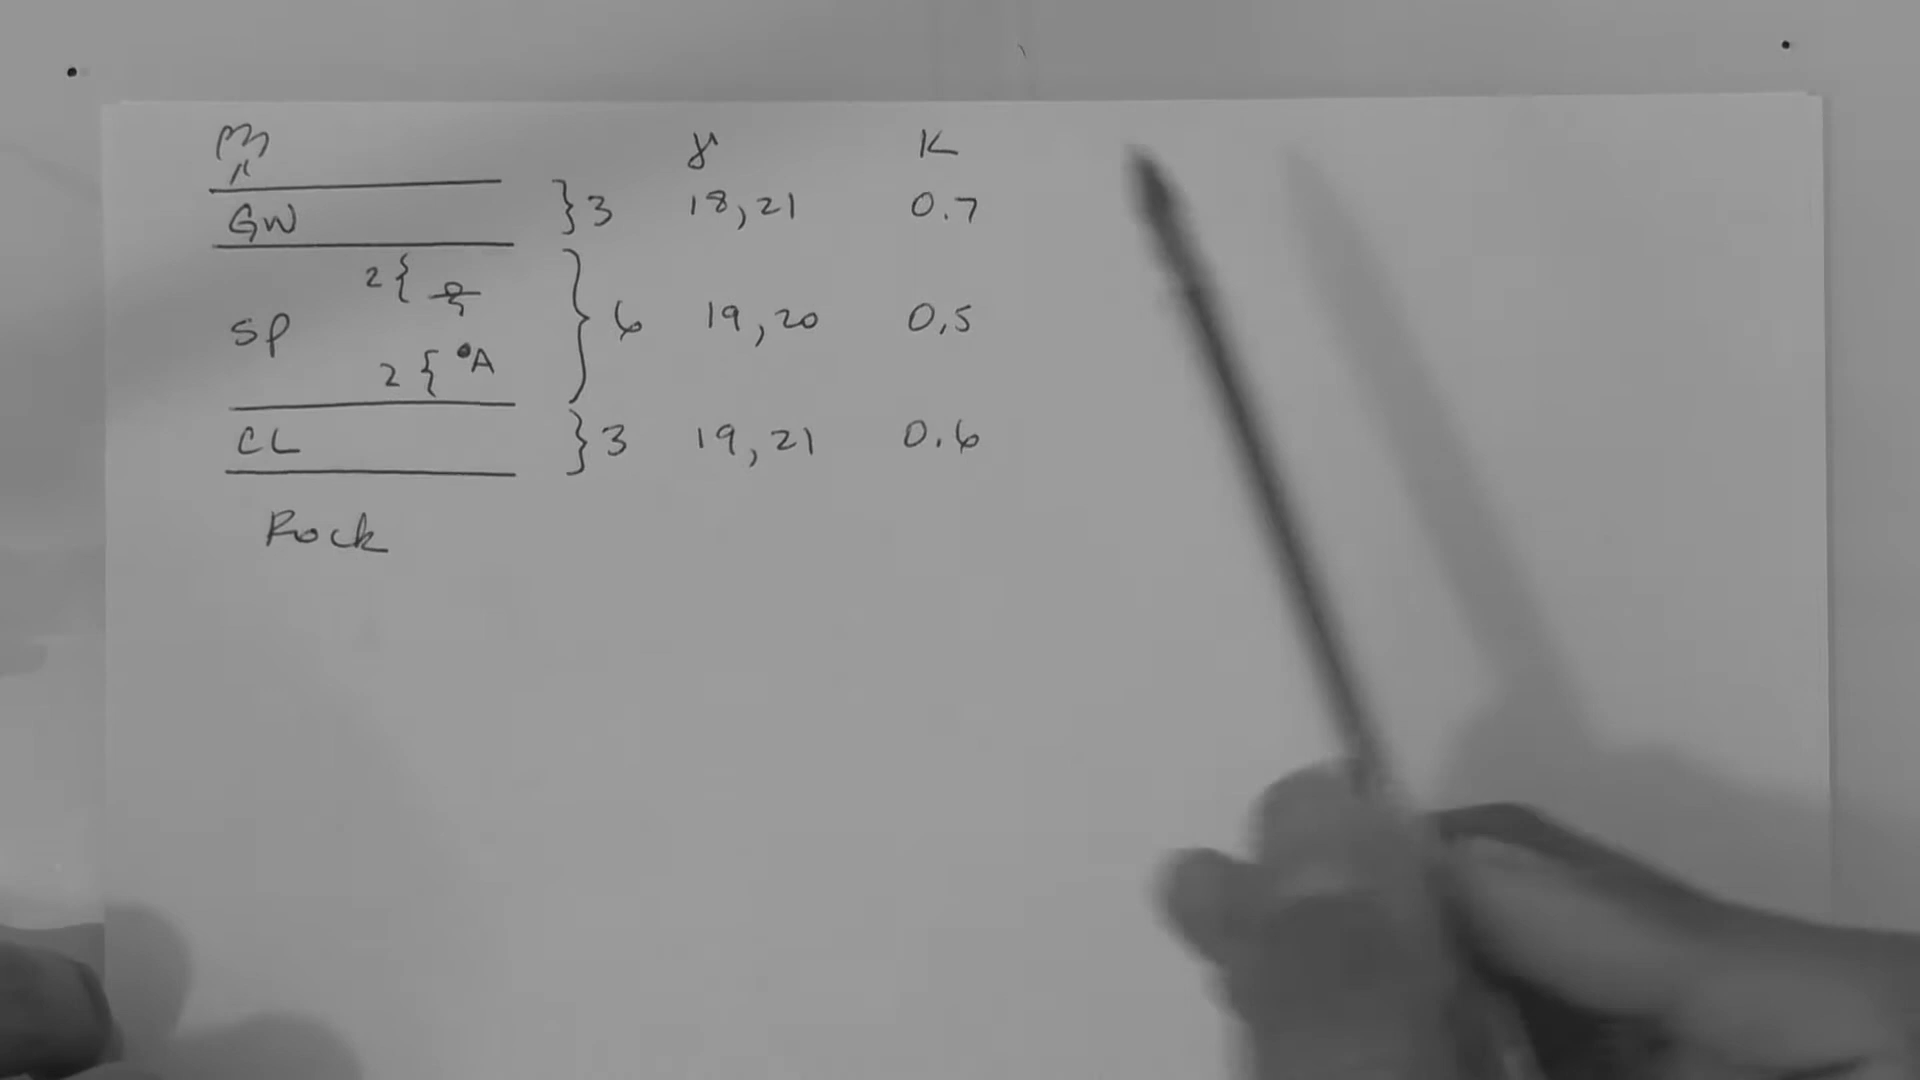 γ K
GW } 3 18, 21 0.7
2 {
SP } 6 19, 20 0.5
2 { •A
CL } 3 19, 21 0.6
Rock